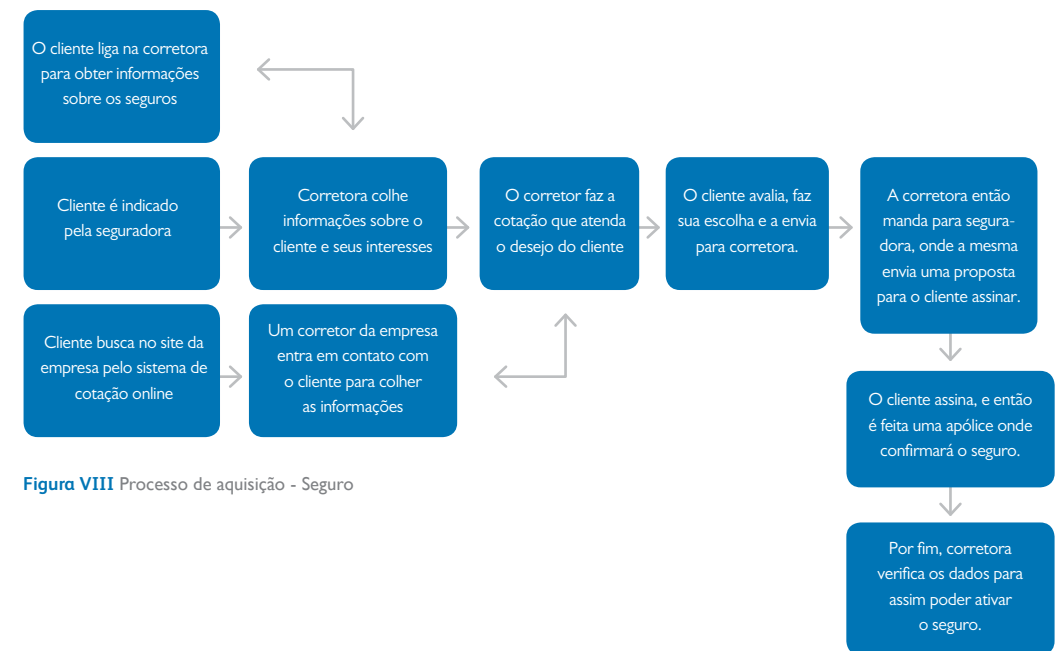 O cliente liga na corretora
para obter informações
sobre os seguros
Cliente é indicado
pela seguradora
Corretora colhe
informações sobre o
cliente e seus interesses
O corretor faz a
cotação que atenda
o desejo do cliente
O cliente avalia, faz
sua escolha e a envia
para corretora.
A corretora então
manda para segura-
dora, onde a mesma
envia uma proposta
para o cliente assinar.
Cliente busca no site da
empresa pelo sistema de
cotação online
Um corretor da empresa
entra em contato com
o cliente para colher
as informações
O cliente assina, e então
é feita uma apólice onde
confirmará o seguro.
Por fim, corretora
verifica os dados para
assim poder ativar
o seguro.
Figura VIII Processo de aquisição - Seguro